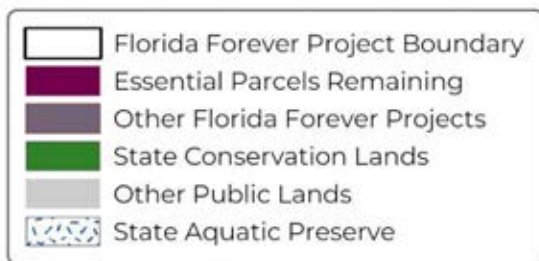 Florida Forever Project Boundary
Essential Parcels Remaining
Other Florida Forever Projects
State Conservation Lands
Other Public Lands
State Aquatic Preserve